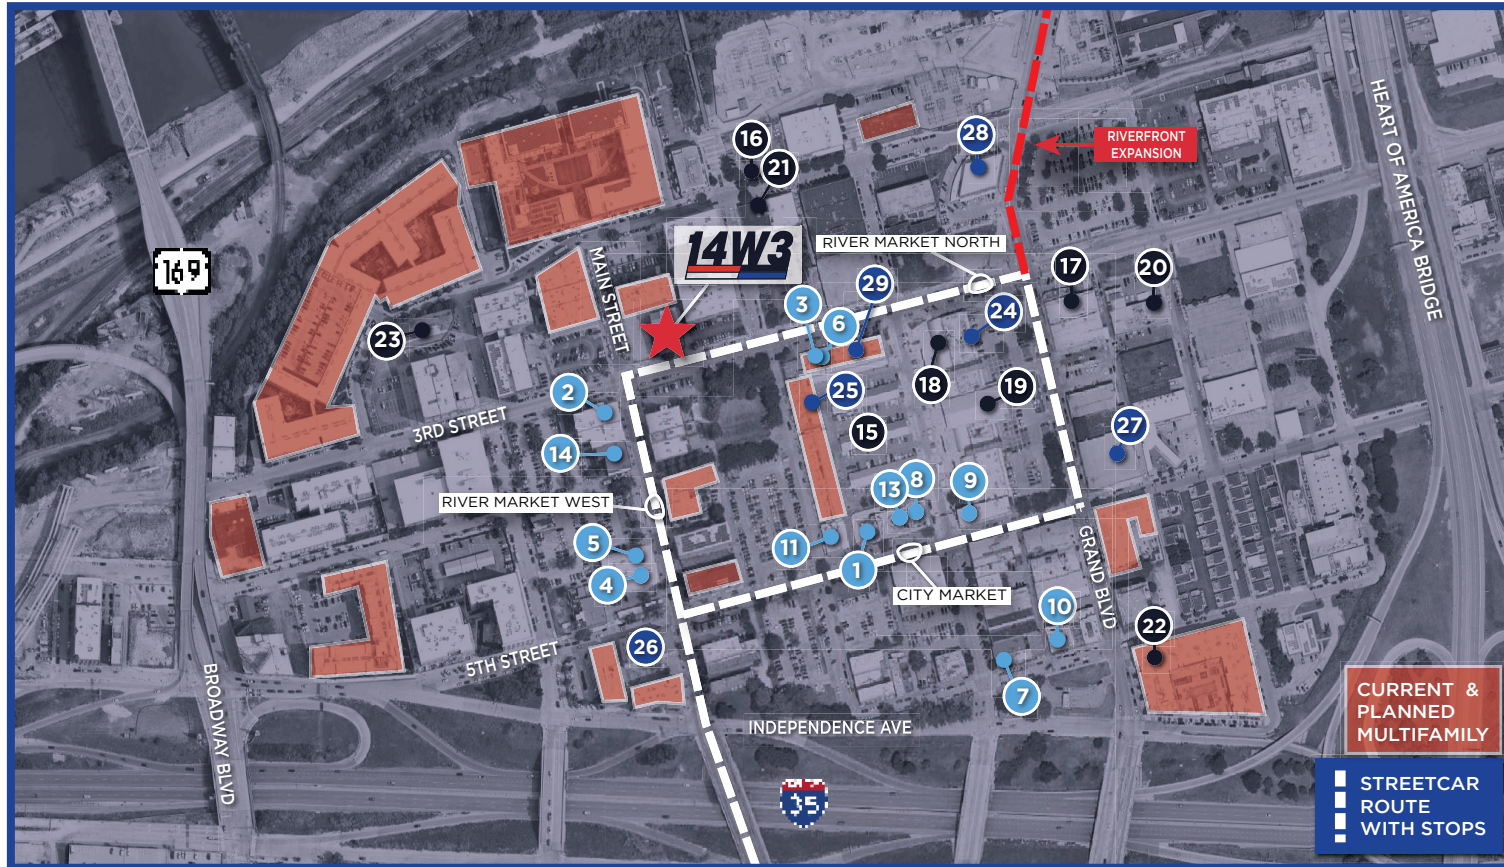 16
28
RIVERFRONT
EXPANSION
HEART OF AMERICA BRIDGE
21
14W3
RIVER MARKET NORTH
169
MAIN STREET
17
20
29
3
24
6
23
2
18
19
25
3RD STREET
15
27
14
RIVER MARKET WEST
13
8
9
5
11
GRAND BLVD
4
1
CITY MARKET
10
22
26
5TH STREET
BROADWAY BLVD
7
INDEPENDENCE AVE
CURRENT &
PLANNED
MULTIFAMILY
35
STREETCAR
ROUTE
WITH STOPS